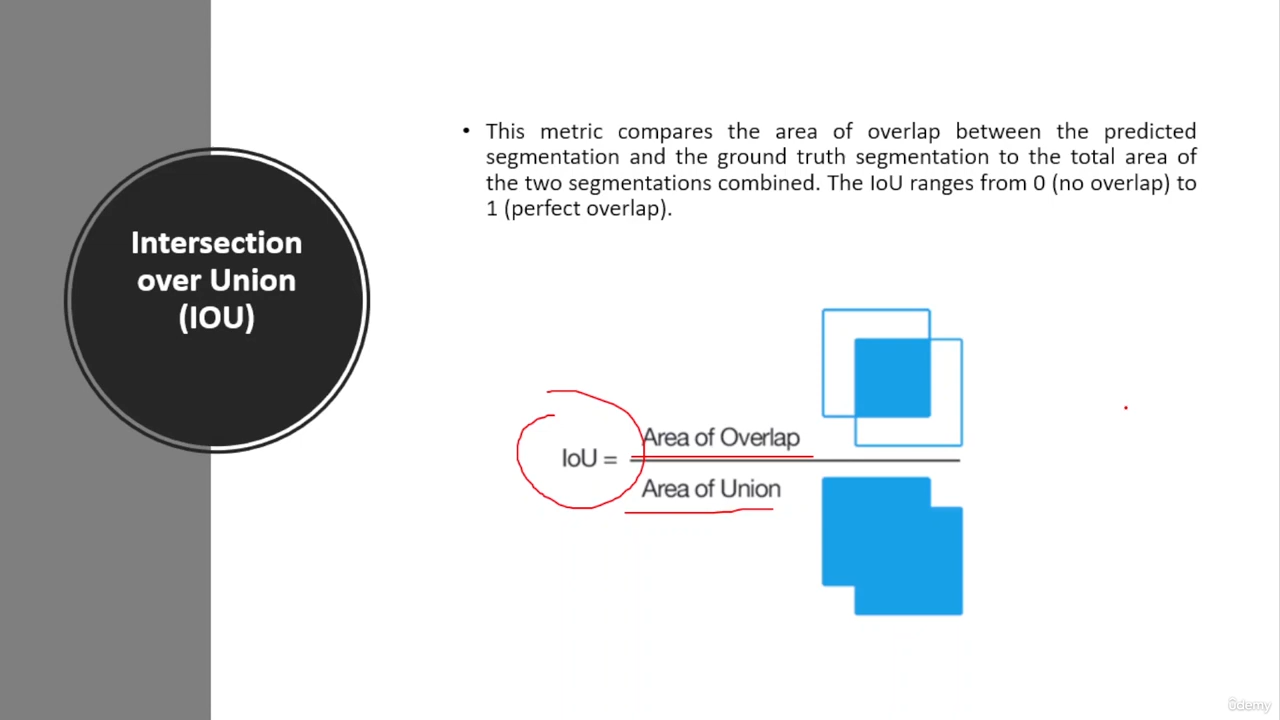 Intersection
over Union
(IOU)
• This metric compares the area of overlap between the predicted
segmentation and the ground truth segmentation to the total area of
the two segmentations combined. The IoU ranges from 0 (no overlap) to
1 (perfect overlap).
IoU =
Area of Overlap
Area of Union
ûdemy